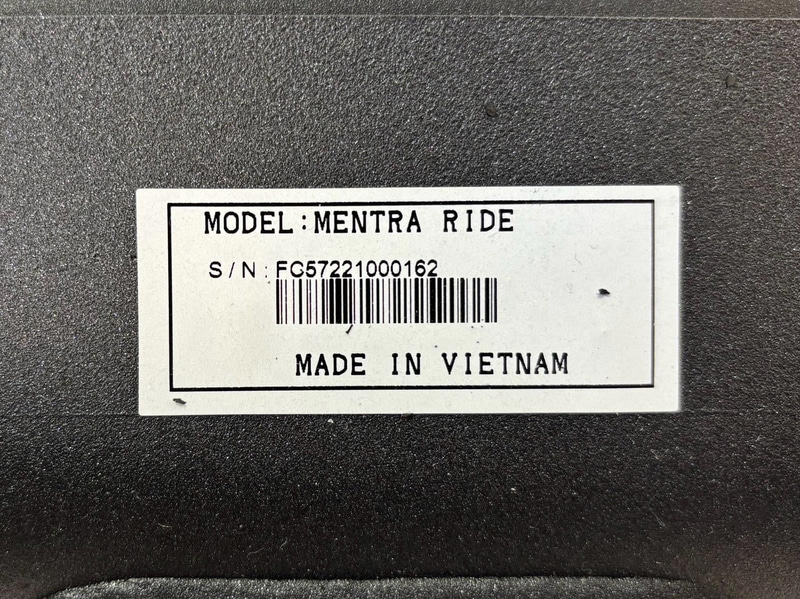 MODEL:MENTRA RIDE
S/N: FC57221000162
MADE IN VIETNAM